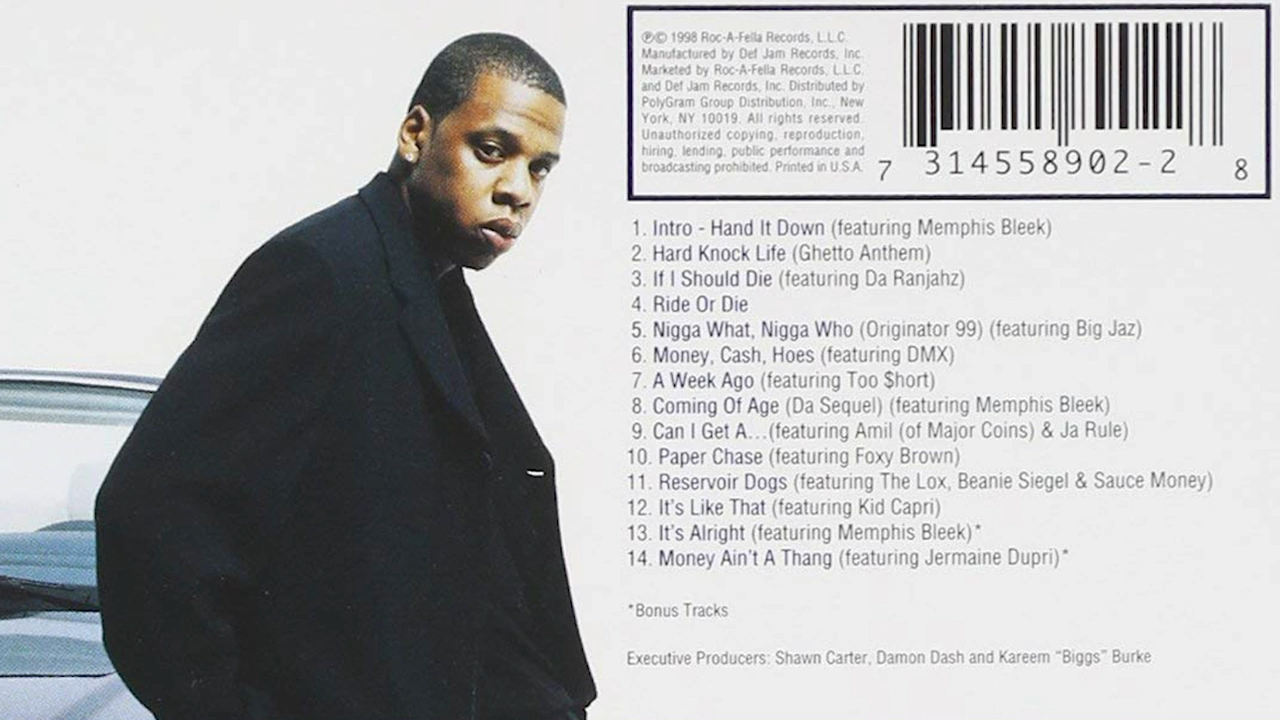 ℗© 1998 Roc-A-Fella Records, L.L.C.
Manufactured by Def Jam Records, Inc.
Marketed by Roc-A-Fella Records, L.L.C.
and Def Jam Records, Inc. Distributed by
PolyGram Group Distribution, Inc., New
York, NY 10019. All rights reserved.
Unauthorized copying, reproduction,
hiring, lending, public performance and
broadcasting prohibited. Printed in U.S.A.
7 314558902-2 8
1. Intro - Hand It Down (featuring Memphis Bleek)
2. Hard Knock Life (Ghetto Anthem)
3. If I Should Die (featuring Da Ranjahz)
4. Ride Or Die
5. Nigga What, Nigga Who (Originator 99) (featuring Big Jaz)
6. Money, Cash, Hoes (featuring DMX)
7. A Week Ago (featuring Too $hort)
8. Coming Of Age (Da Sequel) (featuring Memphis Bleek)
9. Can I Get A...(featuring Amil (of Major Coins) & Ja Rule)
10. Paper Chase (featuring Foxy Brown)
11. Reservoir Dogs (featuring The Lox, Beanie Siegel & Sauce Money)
12. It's Like That (featuring Kid Capri)
13. It's Alright (featuring Memphis Bleek)*
14. Money Ain't A Thang (featuring Jermaine Dupri)*
*Bonus Tracks
Executive Producers: Shawn Carter, Damon Dash and Kareem “Biggs” Burke